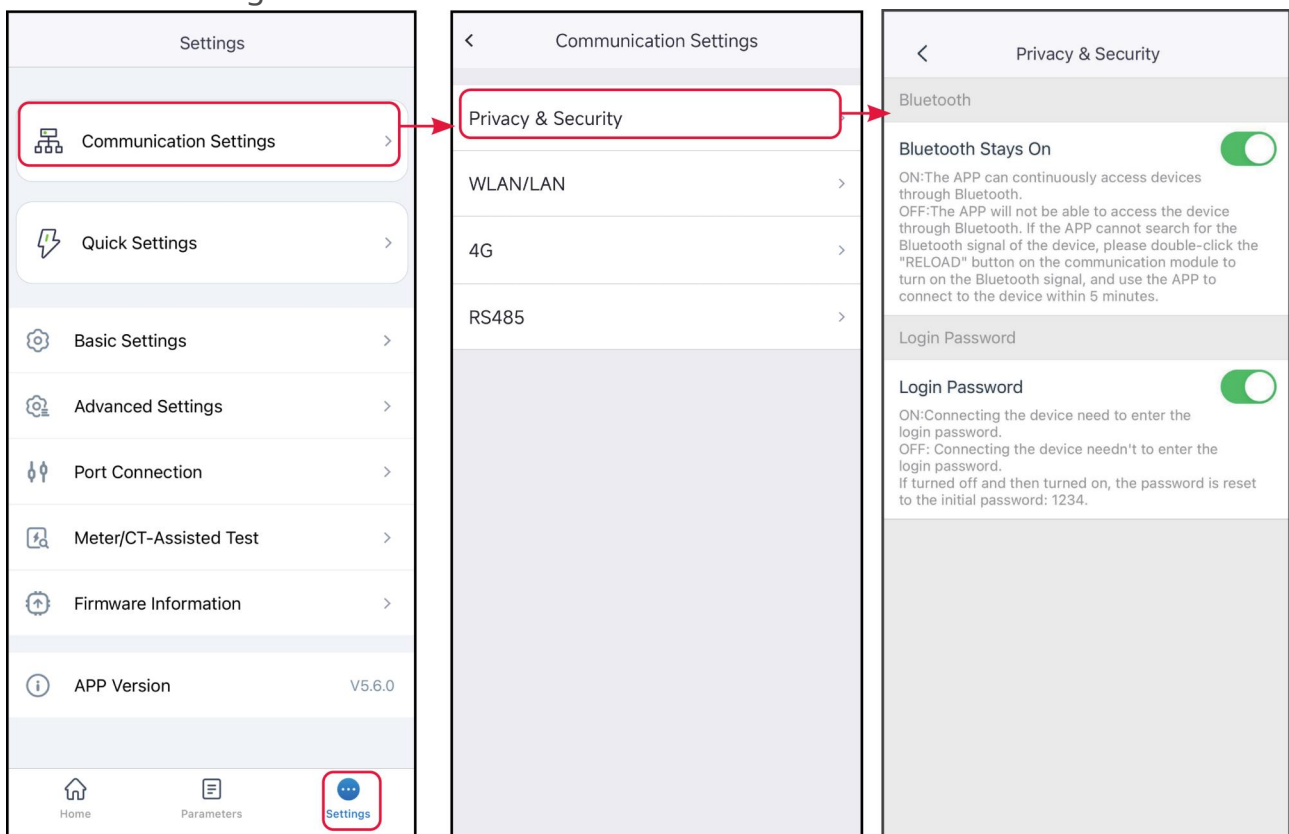 Settings
Communication Settings
Quick Settings
Basic Settings
Advanced Settings
Port Connection
Meter/CT-Assisted Test
Firmware Information
APP Version V5.6.0
Home Parameters Settings
Communication Settings
Privacy & Security
WLAN/LAN
4G
RS485
Privacy & Security
Bluetooth
Bluetooth Stays On
ON:The APP can continuously access devices
through Bluetooth.
OFF:The APP will not be able to access the device
through Bluetooth. If the APP cannot search for the
Bluetooth signal of the device, please double-click the
"RELOAD" button on the communication module to
turn on the Bluetooth signal, and use the APP to
connect to the device within 5 minutes.
Login Password
Login Password
ON:Connecting the device need to enter the
login password.
OFF: Connecting the device needn't to enter the
login password.
If turned off and then turned on, the password is reset
to the initial password: 1234.